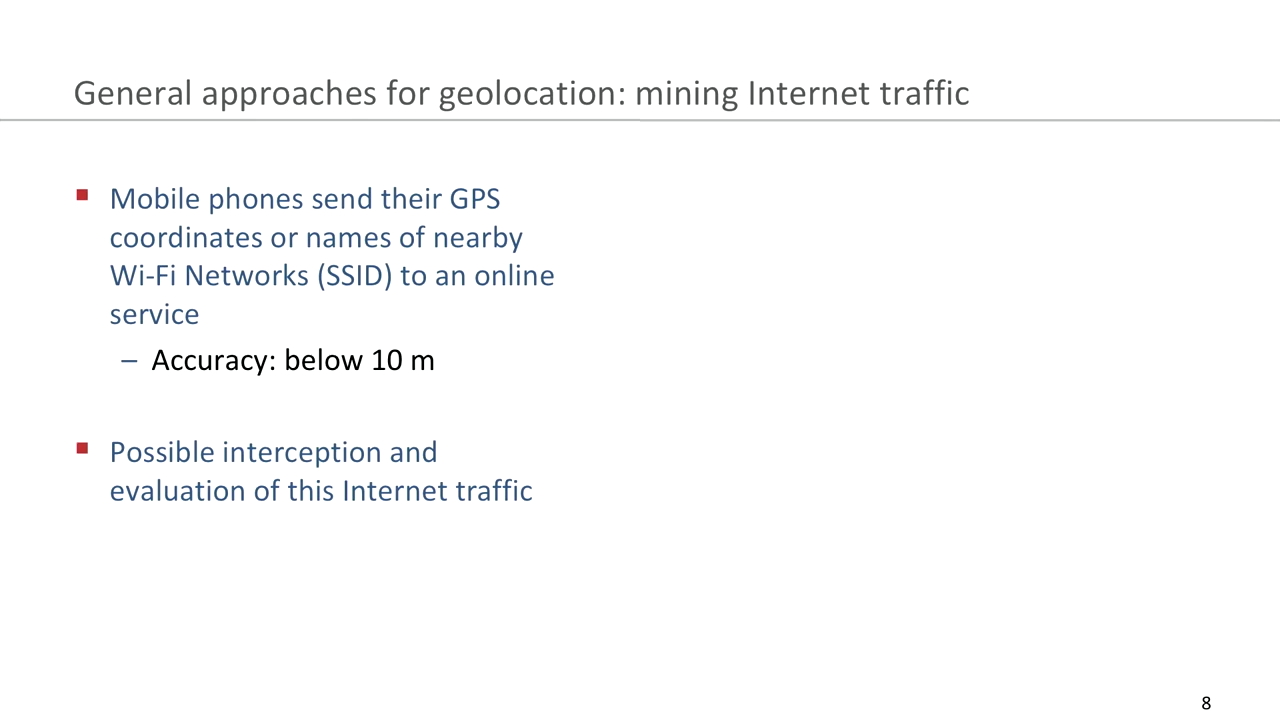 General approaches for geolocation: mining Internet traffic
Mobile phones send their GPS
coordinates or names of nearby
Wi-Fi Networks (SSID) to an online
service
– Accuracy: below 10 m
Possible interception and
evaluation of this Internet traffic
8